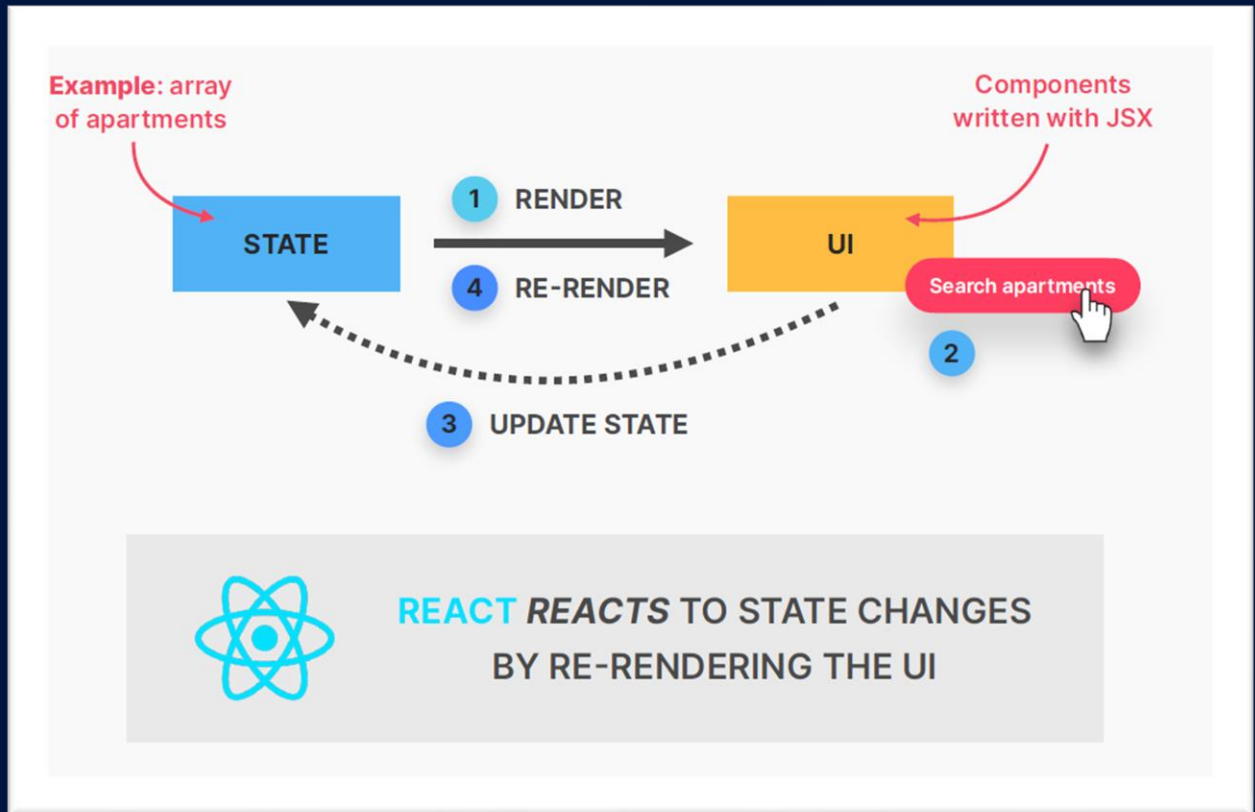 Example: array
of apartments
Components
written with JSX
1 RENDER
STATE
UI
4 RE-RENDER
Search apartments
2
3 UPDATE STATE
REACT REACTS TO STATE CHANGES
BY RE-RENDERING THE UI